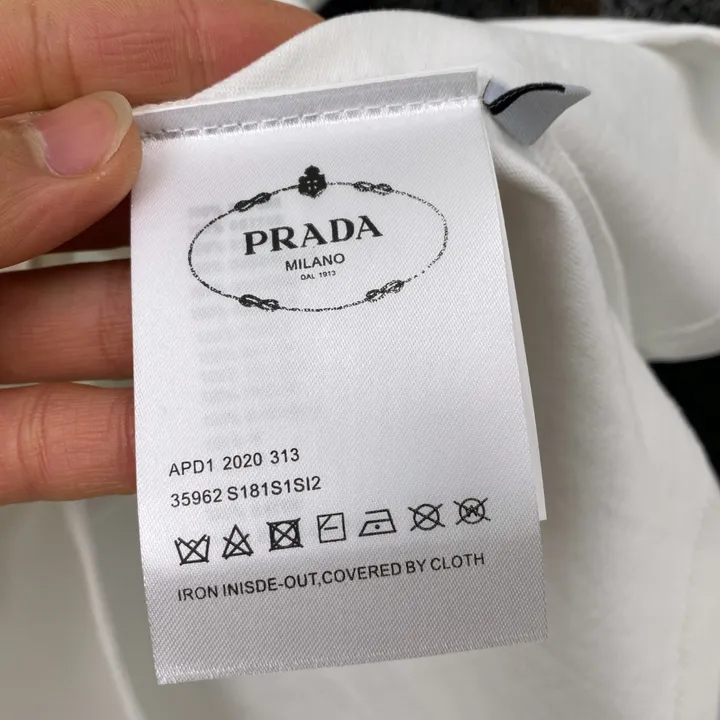 PRADA
MILANO
DAL 1913
APD1 2020 313
35962 S181S1SI2
W
IRON INISDE-OUT,COVERED BY CLOTH